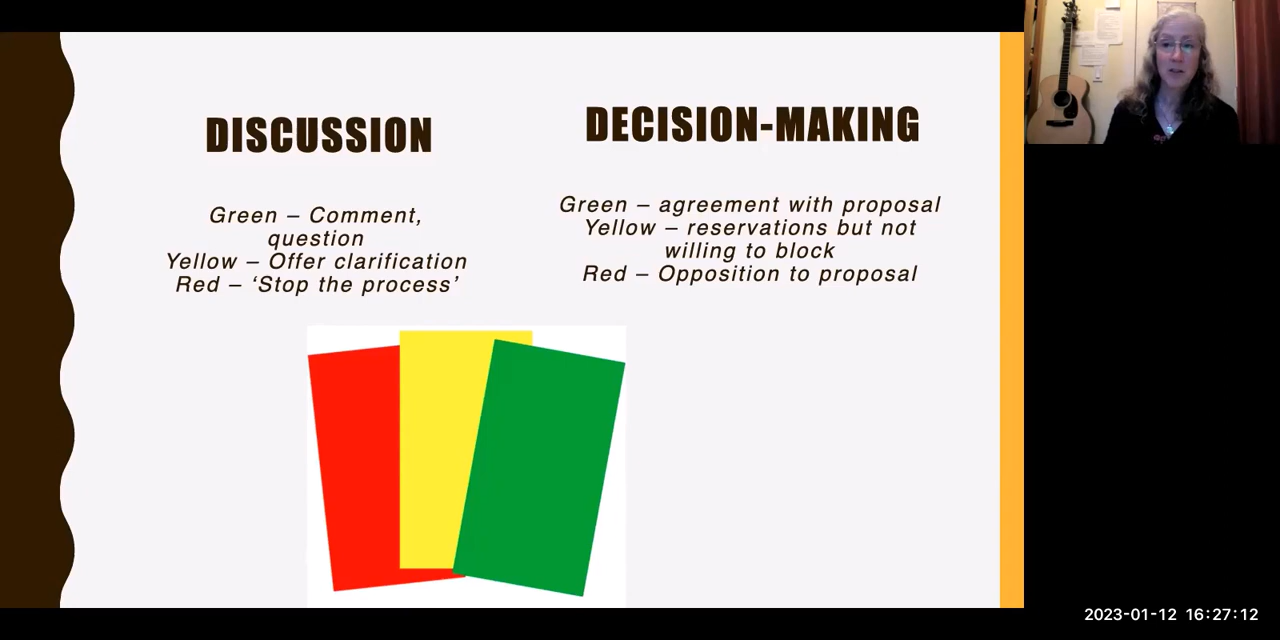 DISCUSSION
Green – Comment,
question
Yellow – Offer clarification
Red – ‘Stop the process’
DECISION-MAKING
Green – agreement with proposal
Yellow – reservations but not
willing to block
Red – Opposition to proposal
2023-01-12 16:27:12